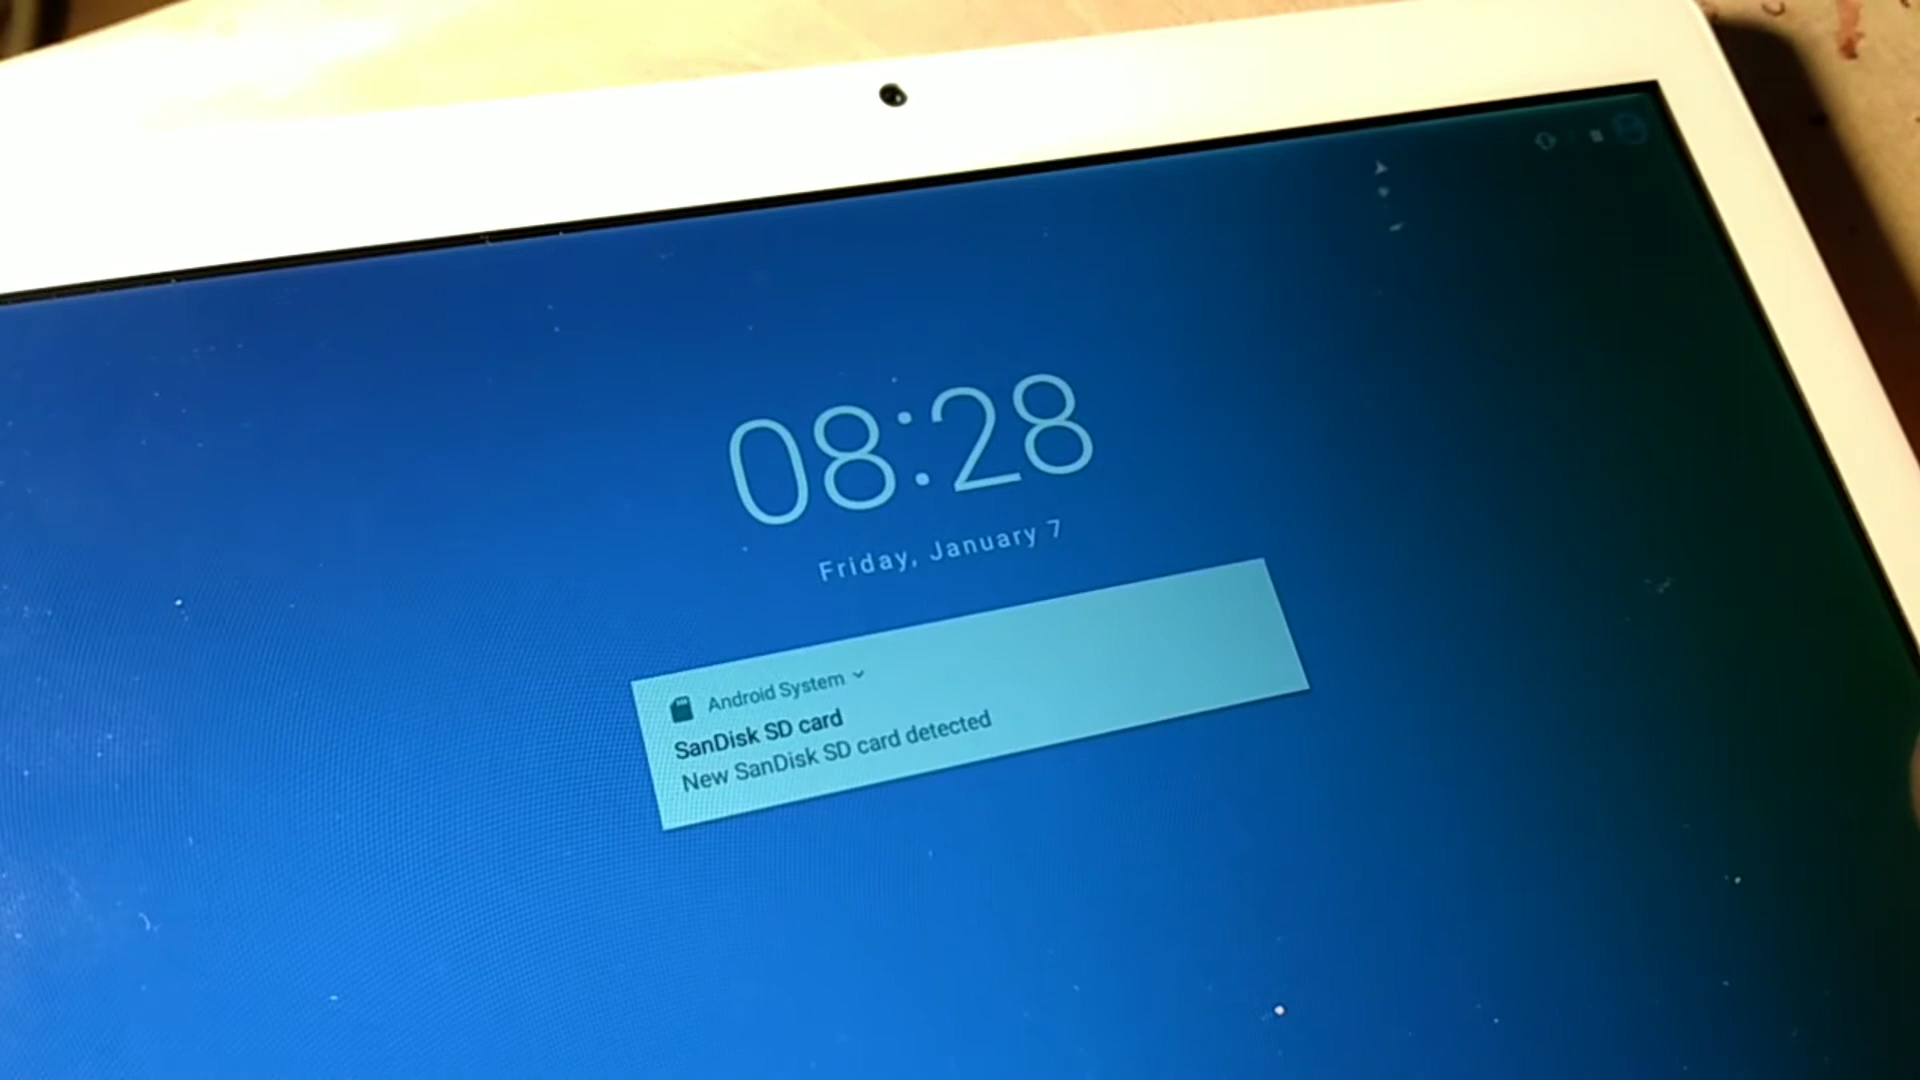 08:28
Friday, January 7
Android System
SanDisk SD card
New SanDisk SD card detected